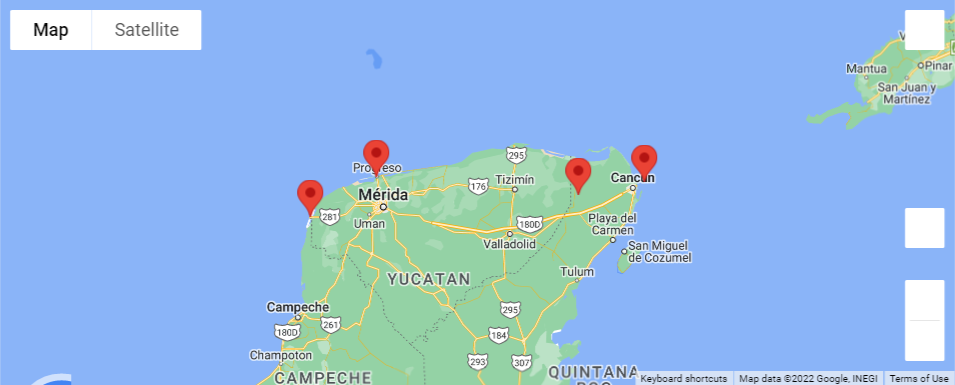 Map
Satellite
Mantua
Pinar
San Juan y
Martínez
295
Progreso
Cancún
176
Tizimín
Mérida
281
Uman
180D
Playa del
Carmen
Valladolid
San Miguel
de Cozumel
Tulum
YUCATAN
Campeche
180D
261
295
184
Champoton
293
307
CAMPECHE
QUINTANA
ROO
Keyboard shortcuts
Map data ©2022 Google, INEGI
Terms of Use